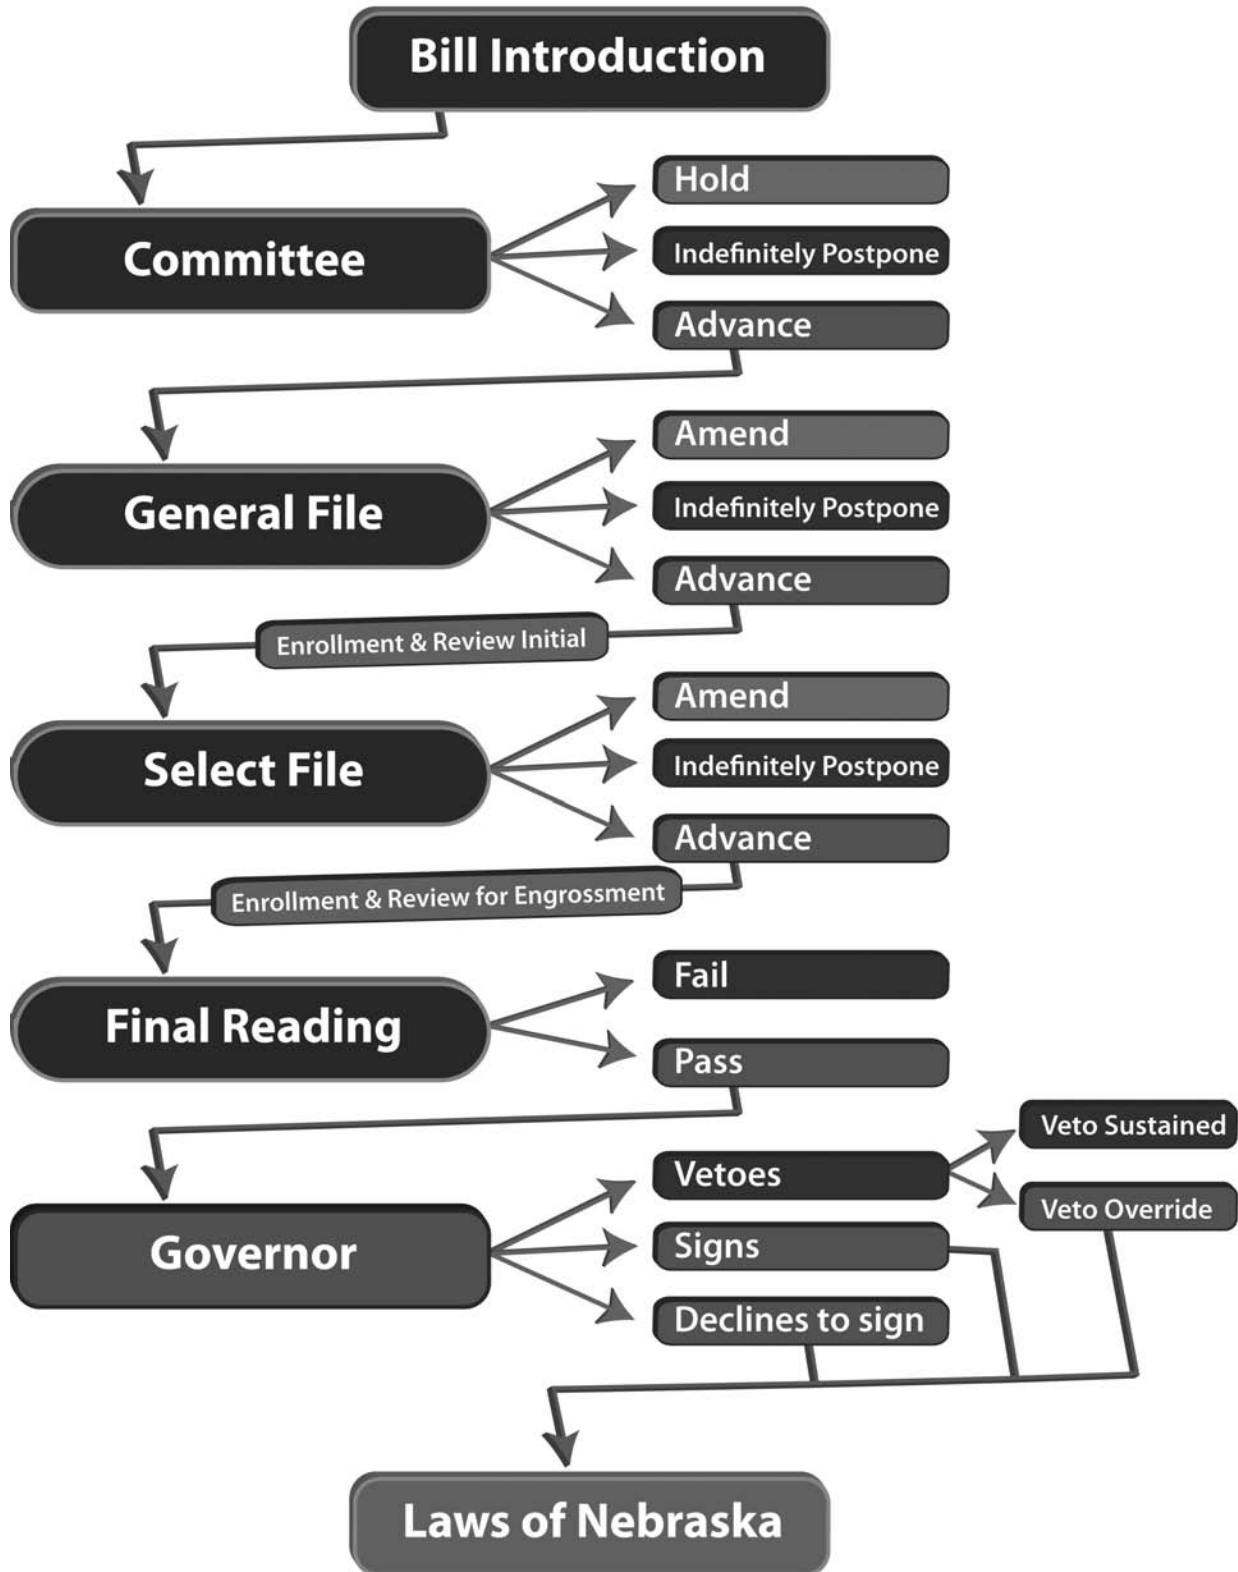 Bill Introduction
Committee
Hold
Indefinitely Postpone
Advance
General File
Amend
Indefinitely Postpone
Advance
Enrollment & Review Initial
Select File
Amend
Indefinitely Postpone
Advance
Enrollment & Review for Engrossment
Final Reading
Fail
Pass
Governor
Vetoes
Veto Sustained
Veto Override
Signs
Declines to sign
Laws of Nebraska